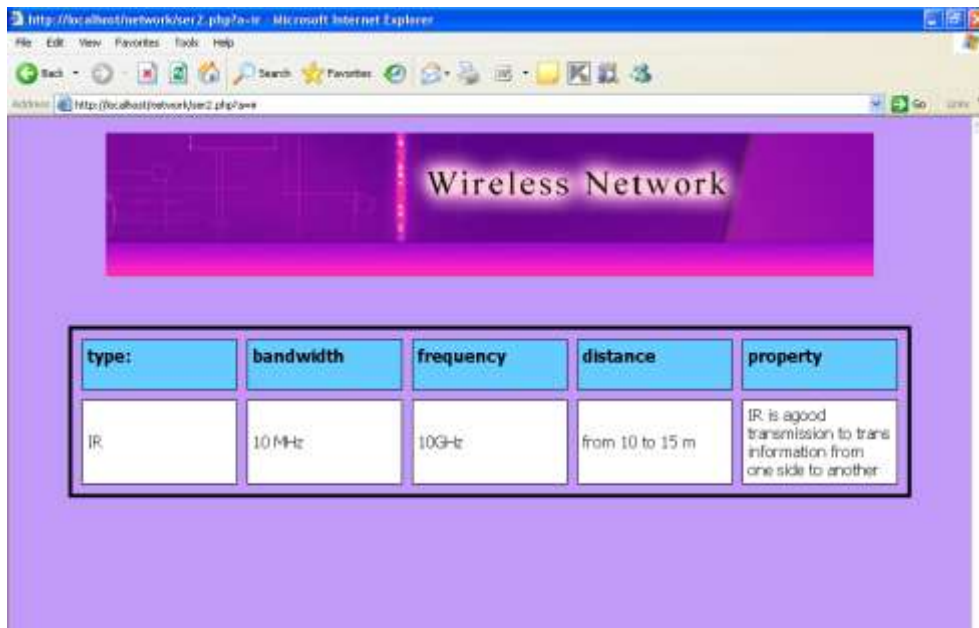 http://localhost/network/ser2.php?a=ir - Microsoft Internet Explorer
File Edit View Favorites Tools Help
Back Search Favorites
Address http://localhost/network/ser2.php?a=ir Go
Wireless Network
type: bandwidth frequency distance property
IR 10 MHz 10GHz from 10 to 15 m IR is agood
transmission to trans
information from
one side to another